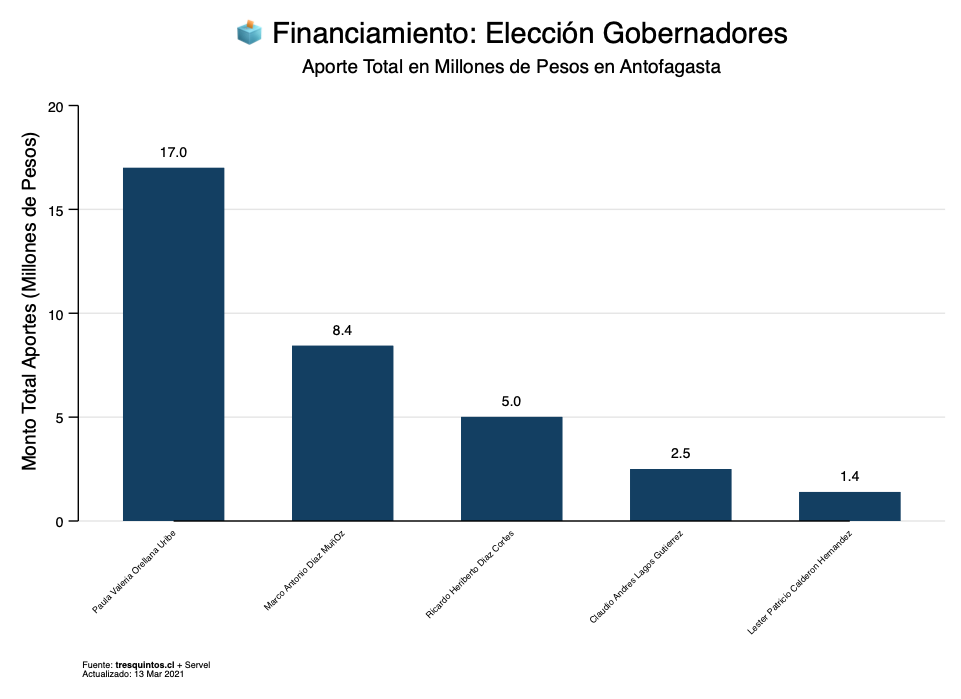 Financiamiento: Elección Gobernadores
Aporte Total en Millones de Pesos en Antofagasta
Monto Total Aportes (Millones de Pesos)
20
15
10
5
0
17.0
8.4
5.0
2.5
1.4
Paula Valeria Orellana Uribe
Marco Antonio Diaz MuñOz
Ricardo Heriberto Diaz Cortes
Claudio Andres Lagos Gutierrez
Lester Patricio Calderon Hernandez
Fuente: tresquintos.cl + Servel
Actualizado: 13 Mar 2021